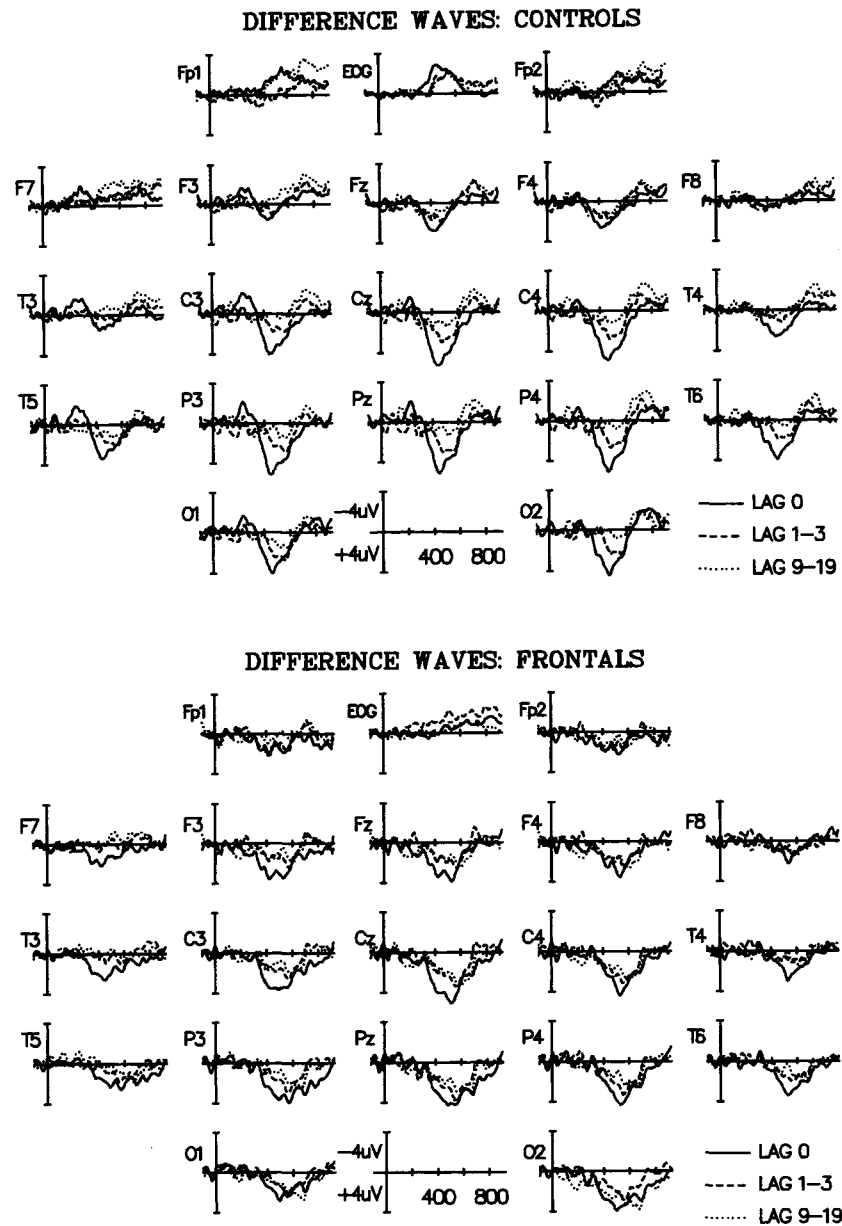 DIFFERENCE WAVES: CONTROLS
Fp1 EOG Fp2
F7 F3 Fz F4 F8
T3 C3 Cz C4 T4
T5 P3 Pz P4 T6
O1 −4uV O2 LAG 0
+4uV 400 800 LAG 1−3
LAG 9−19
DIFFERENCE WAVES: FRONTALS
Fp1 EOG Fp2
F7 F3 Fz F4 F8
T3 C3 Cz C4 T4
T5 P3 Pz P4 T6
O1 −4uV O2 LAG 0
+4uV 400 800 LAG 1−3
LAG 9−19